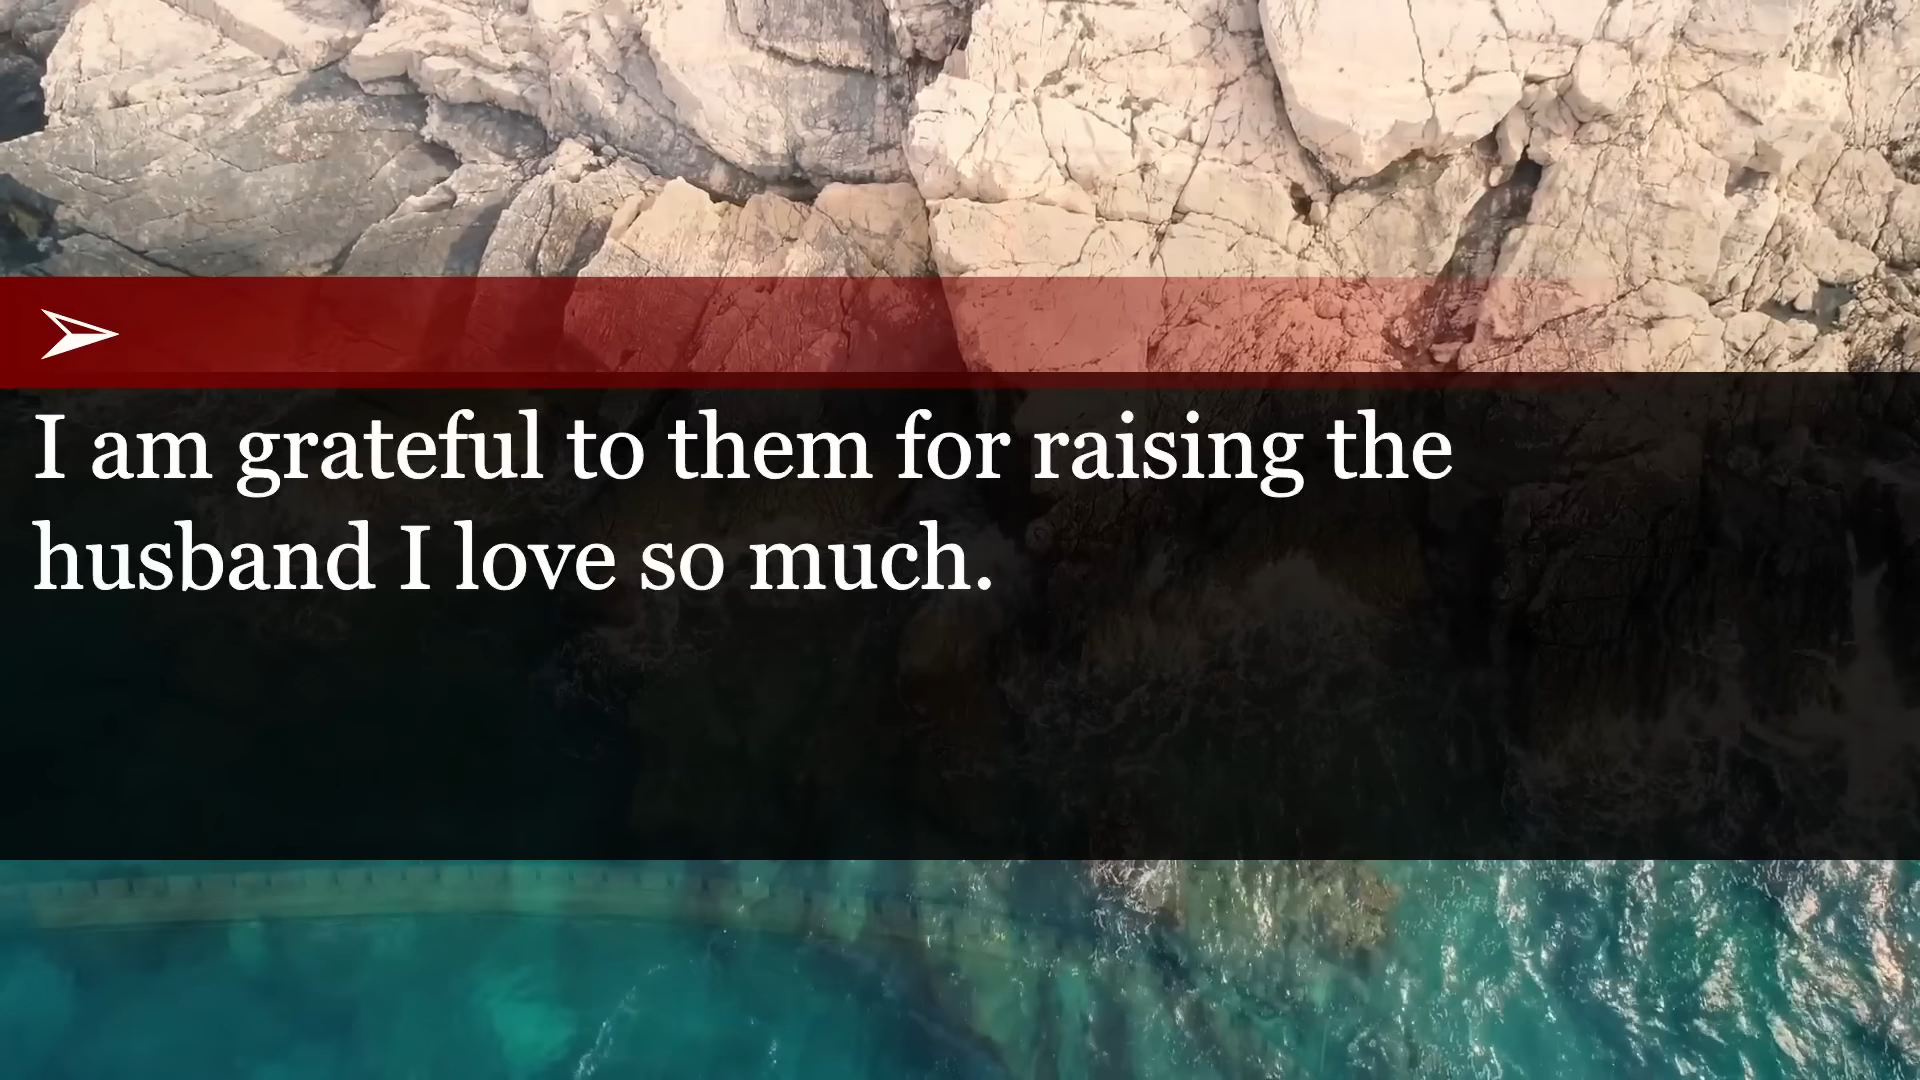 I am grateful to them for raising the
husband I love so much.